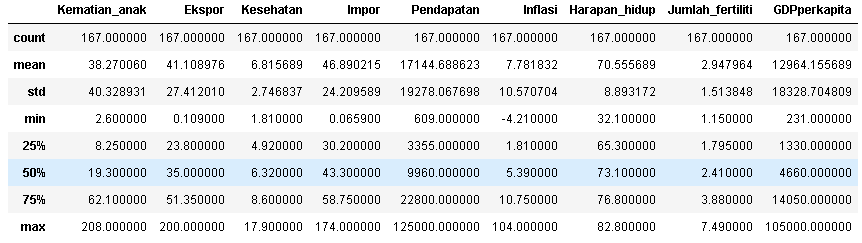 Kematian_anak Ekspor Kesehatan Impor Pendapatan Inflasi Harapan_hidup Jumlah_fertiliti GDPperkapita
count 167.000000 167.000000 167.000000 167.000000 167.000000 167.000000 167.000000 167.000000 167.000000
mean 38.270060 41.108976 6.815689 46.890215 17144.688623 7.781832 70.555689 2.947964 12964.155689
std 40.328931 27.412010 2.746837 24.209589 19278.067698 10.570704 8.893172 1.513848 18328.704809
min 2.600000 0.109000 1.810000 0.065900 609.000000 -4.210000 32.100000 1.150000 231.000000
25% 8.250000 23.800000 4.920000 30.200000 3355.000000 1.810000 65.300000 1.795000 1330.000000
50% 19.300000 35.000000 6.320000 43.300000 9960.000000 5.390000 73.100000 2.410000 4660.000000
75% 62.100000 51.350000 8.600000 58.750000 22800.000000 10.750000 76.800000 3.880000 14050.000000
max 208.000000 200.000000 17.900000 174.000000 125000.000000 104.000000 82.800000 7.490000 105000.000000